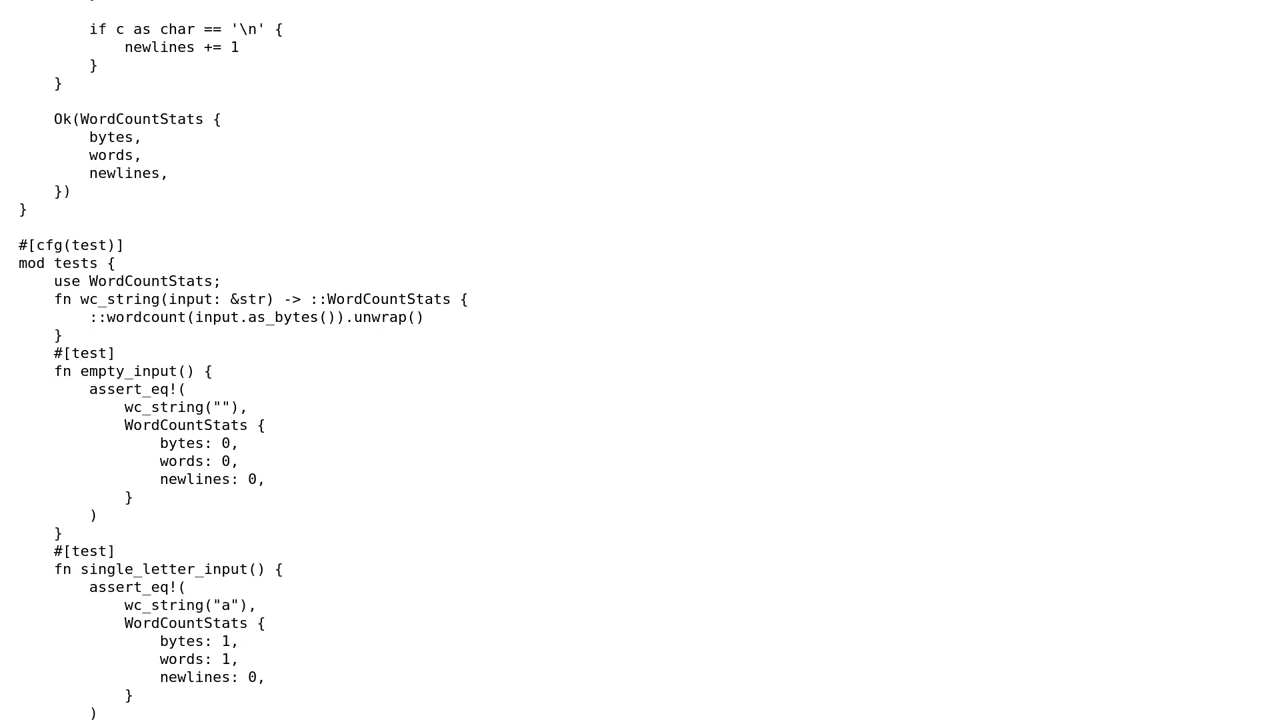 if c as char == '\n' {
            newlines += 1
        }
    }

    Ok(WordCountStats {
        bytes,
        words,
        newlines,
    })
}

#[cfg(test)]
mod tests {
    use WordCountStats;
    fn wc_string(input: &str) -> ::WordCountStats {
        ::wordcount(input.as_bytes()).unwrap()
    }
    #[test]
    fn empty_input() {
        assert_eq!(
            wc_string(""),
            WordCountStats {
                bytes: 0,
                words: 0,
                newlines: 0,
            }
        )
    }
    #[test]
    fn single_letter_input() {
        assert_eq!(
            wc_string("a"),
            WordCountStats {
                bytes: 1,
                words: 1,
                newlines: 0,
            }
        )